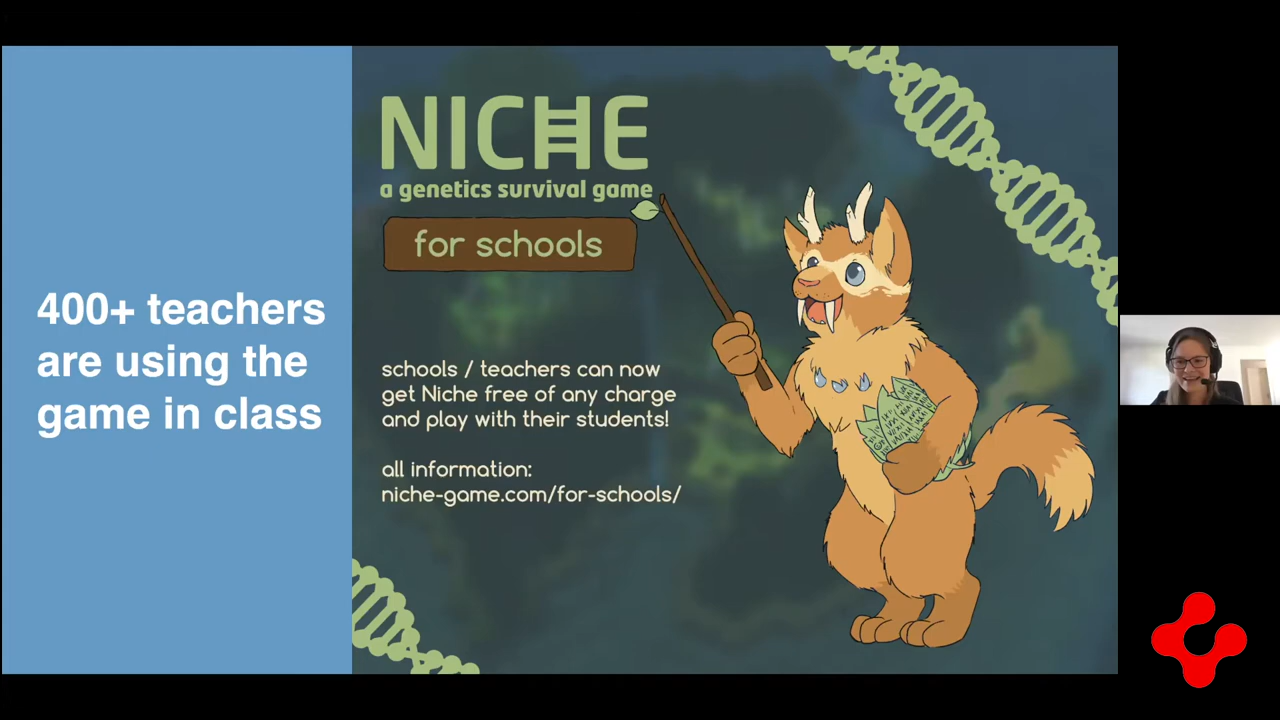 400+ teachers
are using the
game in class
NICHE
a genetics survival game
for schools
schools / teachers can now
get Niche free of any charge
and play with their students!
all information:
niche-game.com/for-schools/